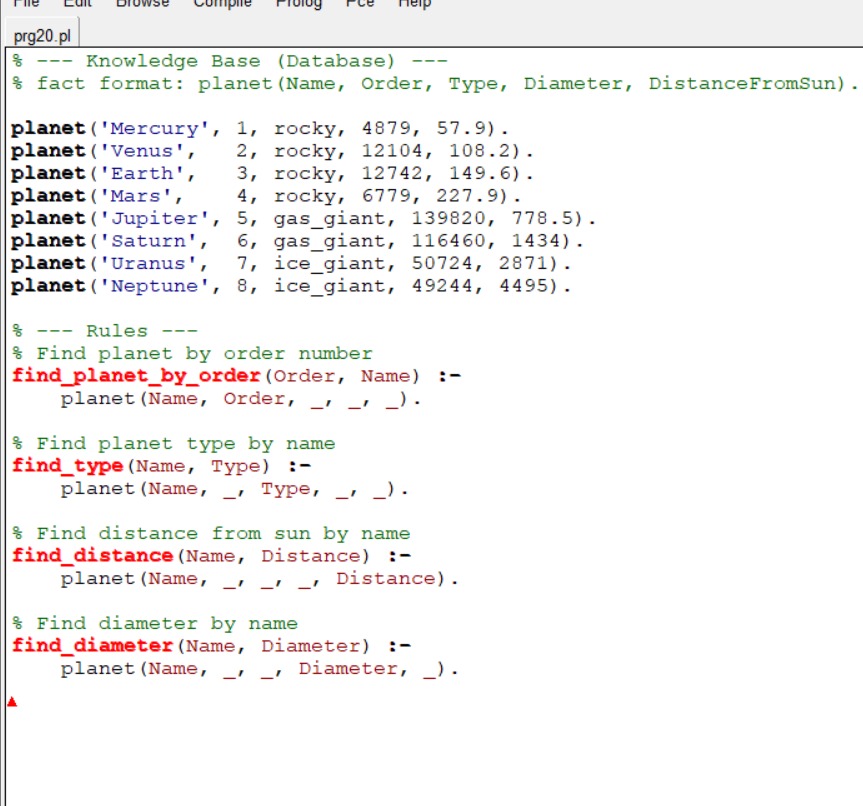 File Edit Browse Compile Prolog Pce Help
prg20.pl
% --- Knowledge Base (Database) ---
% fact format: planet(Name, Order, Type, Diameter, DistanceFromSun).
planet('Mercury', 1, rocky, 4879, 57.9).
planet('Venus',   2, rocky, 12104, 108.2).
planet('Earth',   3, rocky, 12742, 149.6).
planet('Mars',    4, rocky, 6779, 227.9).
planet('Jupiter', 5, gas_giant, 139820, 778.5).
planet('Saturn',  6, gas_giant, 116460, 1434).
planet('Uranus',  7, ice_giant, 50724, 2871).
planet('Neptune', 8, ice_giant, 49244, 4495).
% --- Rules ---
% Find planet by order number
find_planet_by_order(Order, Name) :-
    planet(Name, Order, _, _, _).
% Find planet type by name
find_type(Name, Type) :-
    planet(Name, _, Type, _, _).
% Find distance from sun by name
find_distance(Name, Distance) :-
    planet(Name, _, _, _, Distance).
% Find diameter by name
find_diameter(Name, Diameter) :-
    planet(Name, _, _, Diameter, _).